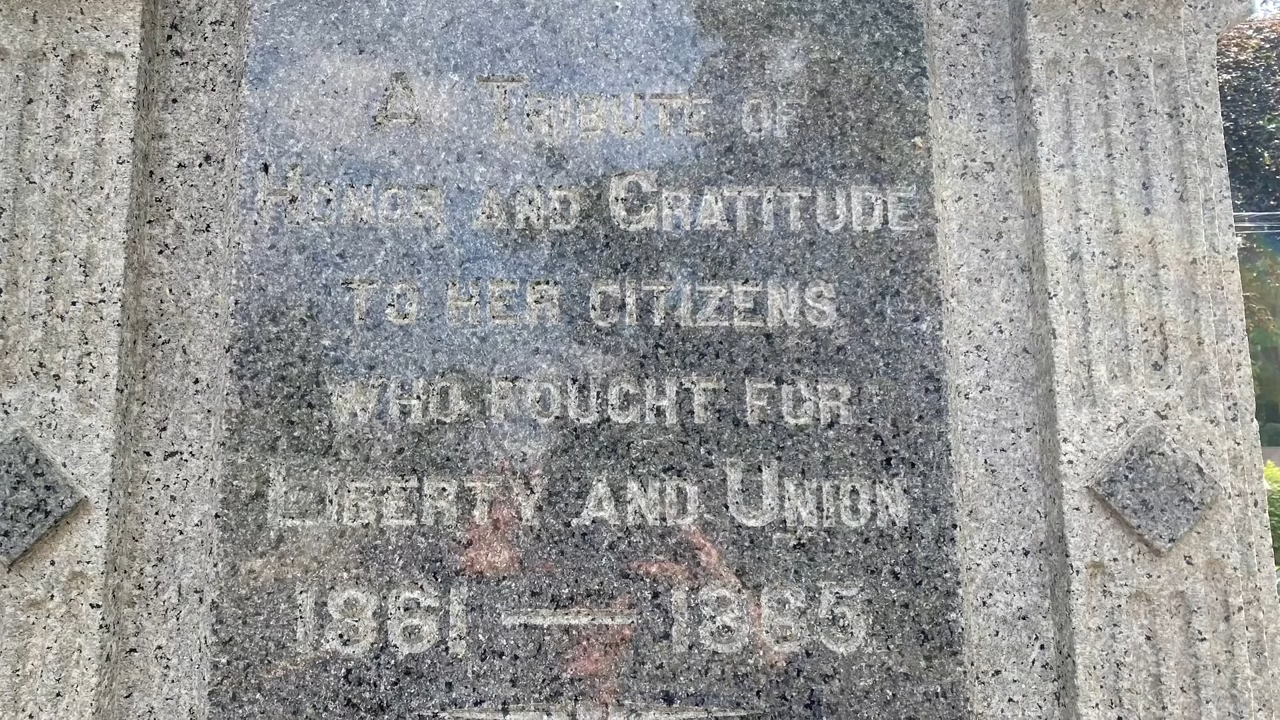 A Tribute of
Honor and Gratitude
to her citizens
who fought for
Liberty and Union
1861 — 1865